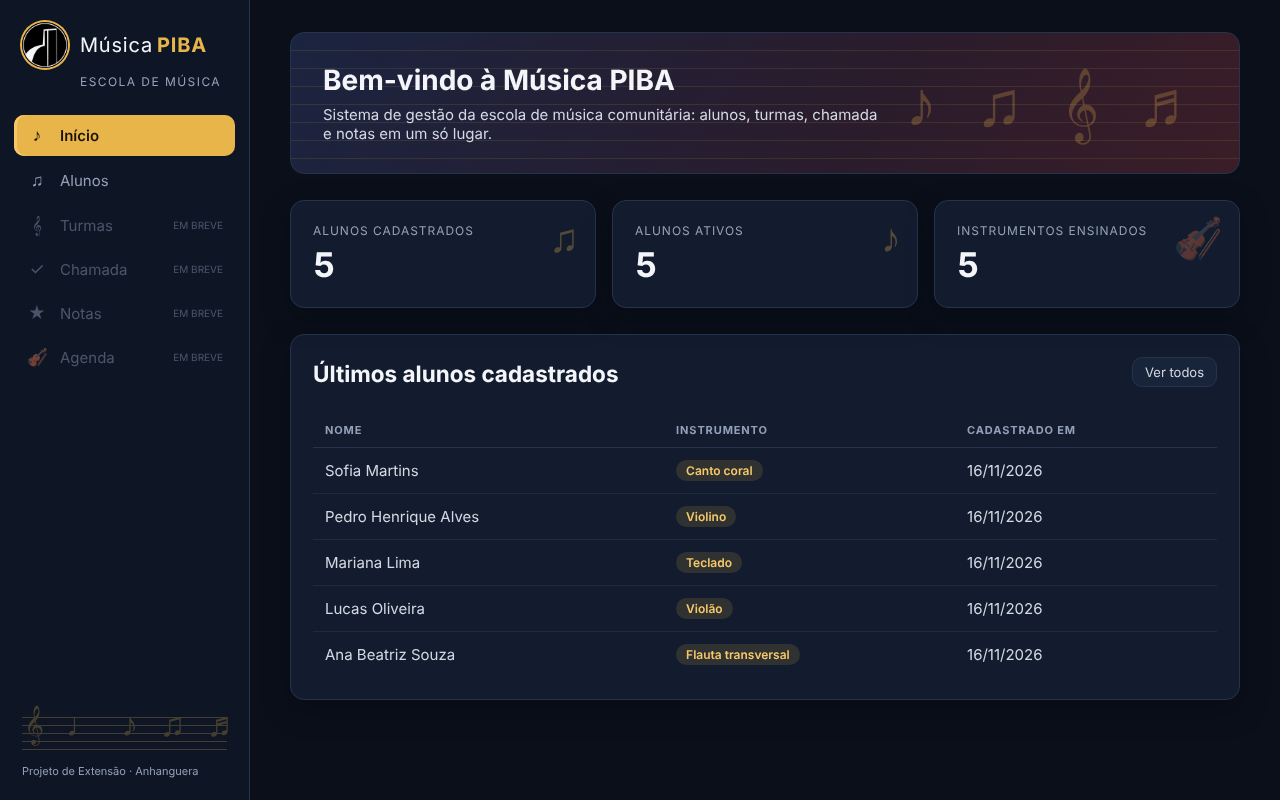 Música PIBA
ESCOLA DE MÚSICA
Início
Alunos
Turmas EM BREVE
Chamada EM BREVE
Notas EM BREVE
Agenda EM BREVE
Projeto de Extensão · Anhanguera
Bem-vindo à Música PIBA
Sistema de gestão da escola de música comunitária: alunos, turmas, chamada
e notas em um só lugar.
ALUNOS CADASTRADOS
5
ALUNOS ATIVOS
5
INSTRUMENTOS ENSINADOS
5
Últimos alunos cadastrados
Ver todos
NOME INSTRUMENTO CADASTRADO EM
Sofia Martins Canto coral 16/11/2026
Pedro Henrique Alves Violino 16/11/2026
Mariana Lima Teclado 16/11/2026
Lucas Oliveira Violão 16/11/2026
Ana Beatriz Souza Flauta transversal 16/11/2026